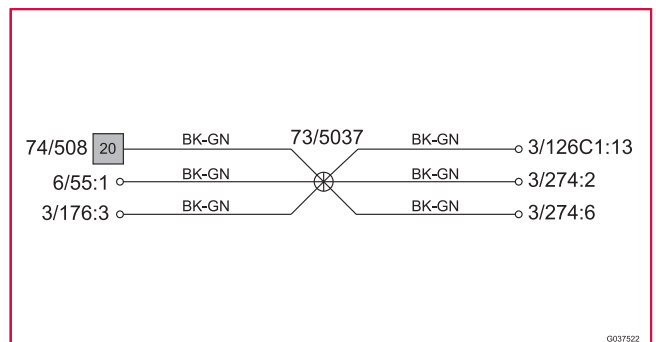 74/508 20 BK-GN 73/5037 BK-GN 3/126C1:13
6/55:1 BK-GN BK-GN 3/274:2
3/176:3 BK-GN BK-GN 3/274:6
G037522